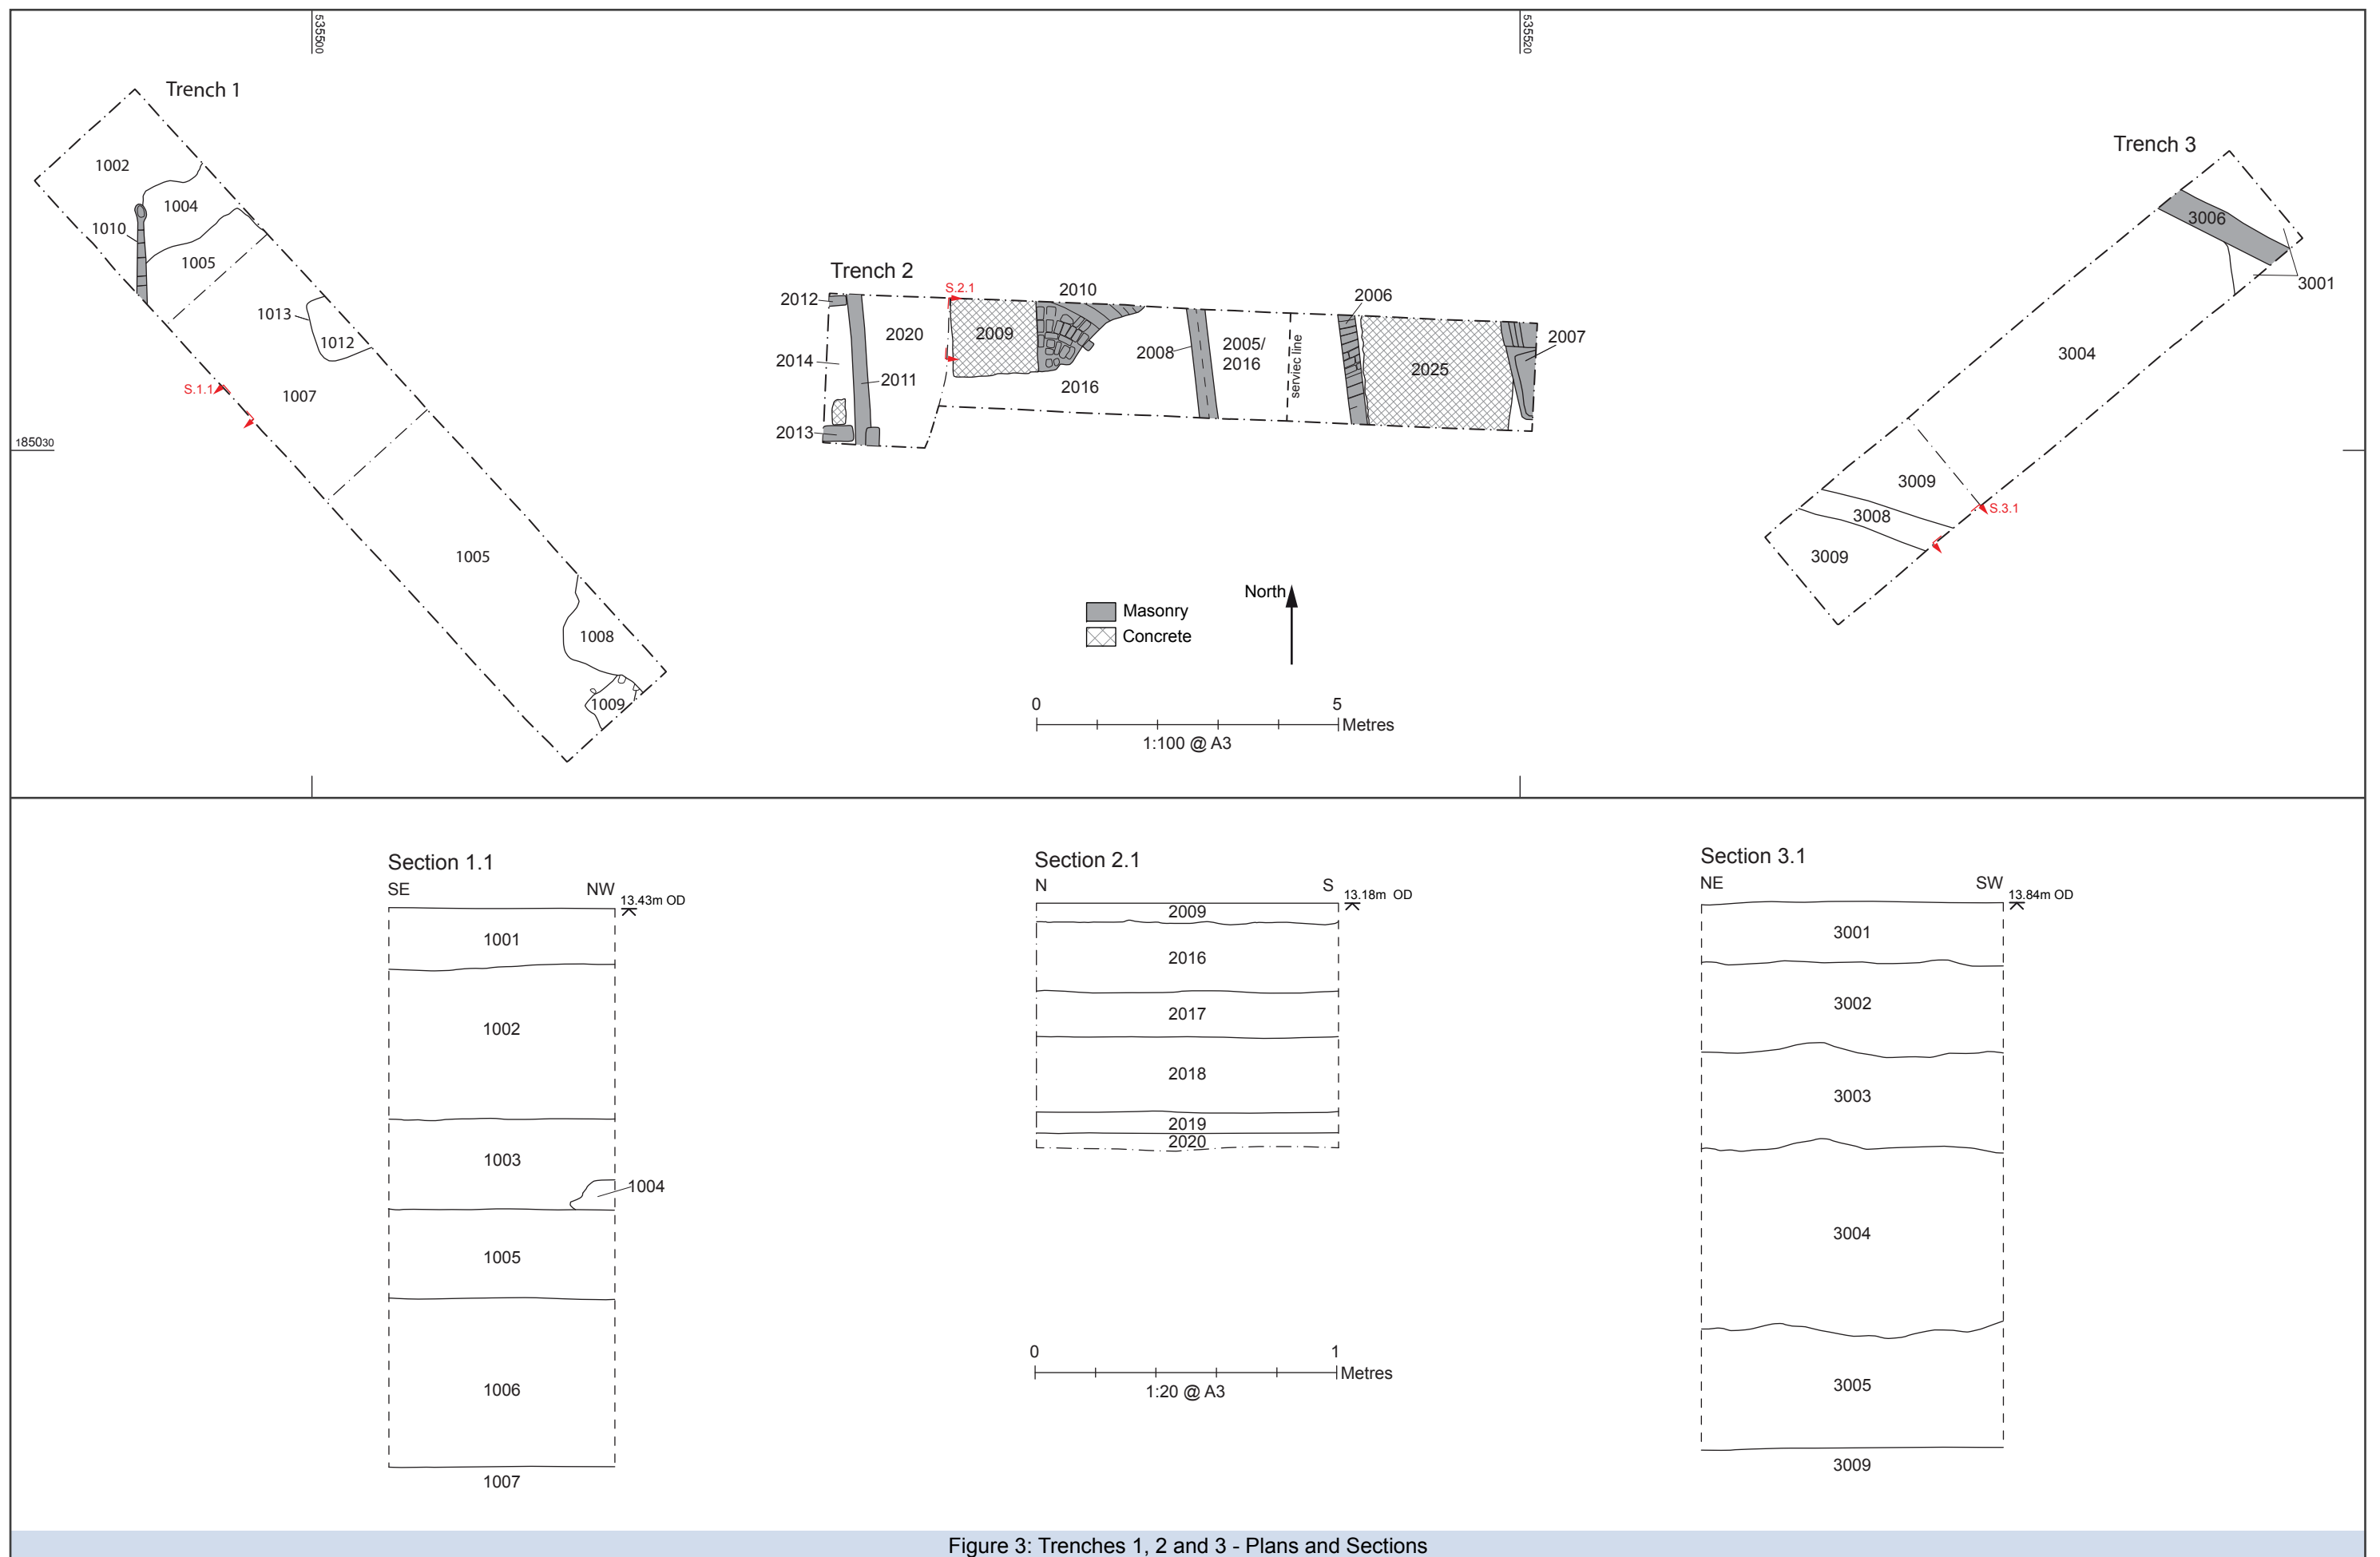 535500
535520
Trench 1
1002
1004
1010
1005
1013
1012
S.1.1
1007
185030
1005
1008
1009
Trench 2
S.2.1
2012
2010
2006
2020
2009
2007
2014
2008
2005/
2016
serviec line
2011
2016
2025
2013
Trench 3
3006
3001
3004
3009
3008
S.3.1
3009
Masonry
Concrete
North
0 5
Metres
1:100 @ A3
Section 1.1
SE NW
13.43m OD
1001
1002
1003
1004
1005
1006
1007
Section 2.1
N S
13.18m OD
2009
2016
2017
2018
2019
2020
0 1
Metres
1:20 @ A3
Section 3.1
NE SW
13.84m OD
3001
3002
3003
3004
3005
3009
Figure 3: Trenches 1, 2 and 3 - Plans and Sections